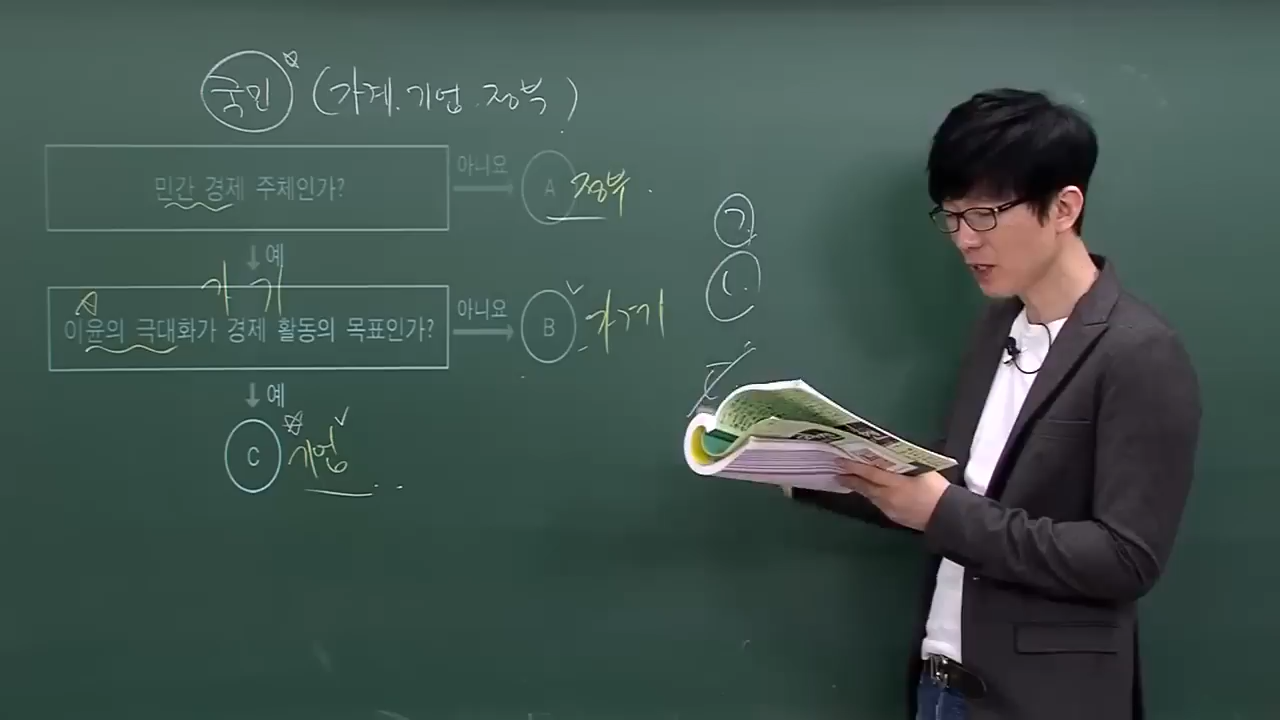 국민 (가계.기업.정부)
민간 경제 주체인가? 아니요 A 정부.
예
가 기
이윤의 극대화가 경제 활동의 목표인가? 아니요 B 가계
예
C 기업
ㄱ.
ㄴ.
ㄷ